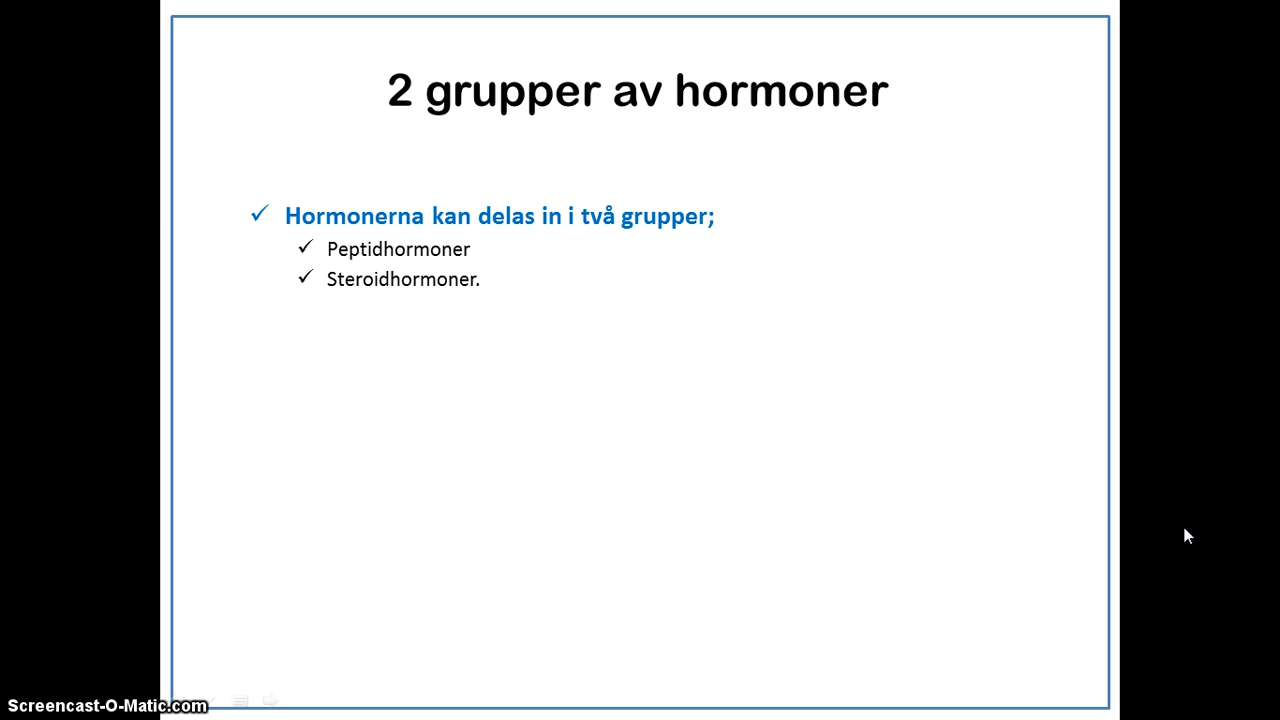 2 grupper av hormoner
Hormonerna kan delas in i två grupper;
Peptidhormoner
Steroidhormoner.
Screencast-O-Matic.com